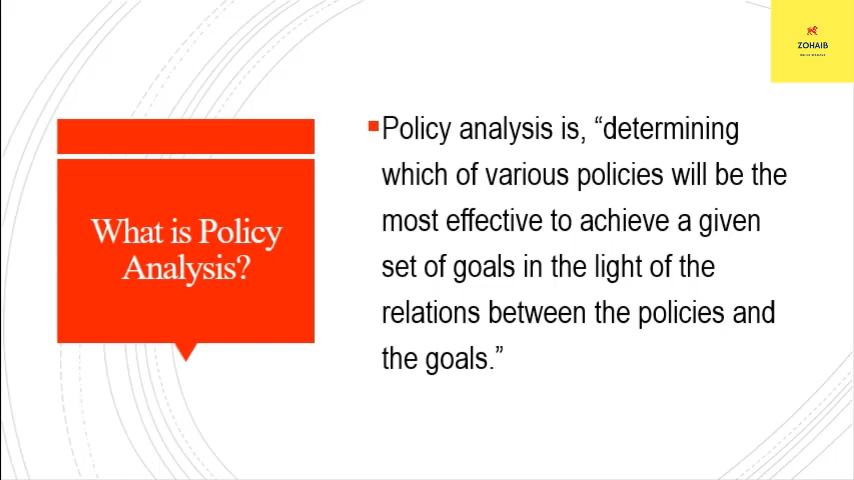 ZOHAIB
What is Policy
Analysis?
▪Policy analysis is, “determining
which of various policies will be the
most effective to achieve a given
set of goals in the light of the
relations between the policies and
the goals.”